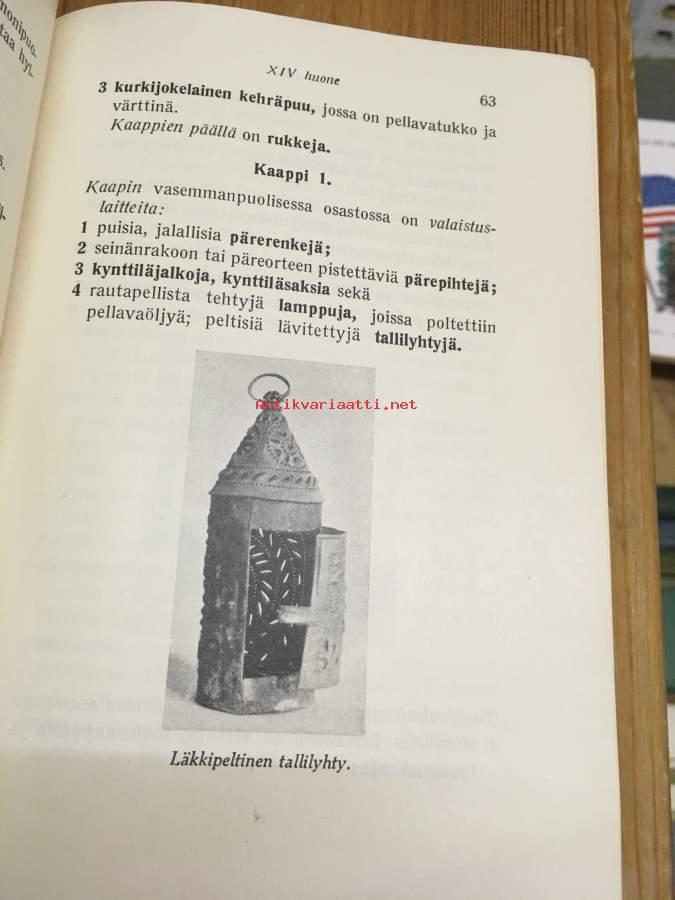 XIV huone
63
3 kurkijokelainen kehräpuu, jossa on pellavatukko ja
värttinä.
Kaappien päällä on rukkeja.
Kaappi 1.
Kaapin vasemmanpuolisessa osastossa on valaistus-
laitteita:
1 puisia, jalallisia pärerenkejä;
2 seinänrakoon tai päreorteen pistettäviä pärepihtejä;
3 kynttiläjalkoja, kynttiläsaksia sekä
4 rautapellista tehtyjä lamppuja, joissa poltettiin
pellavaöljyä; peltisiä lävitettyjä tallilyhtyjä.
Antikvariaatti.net
Läkkipeltinen tallilyhty.